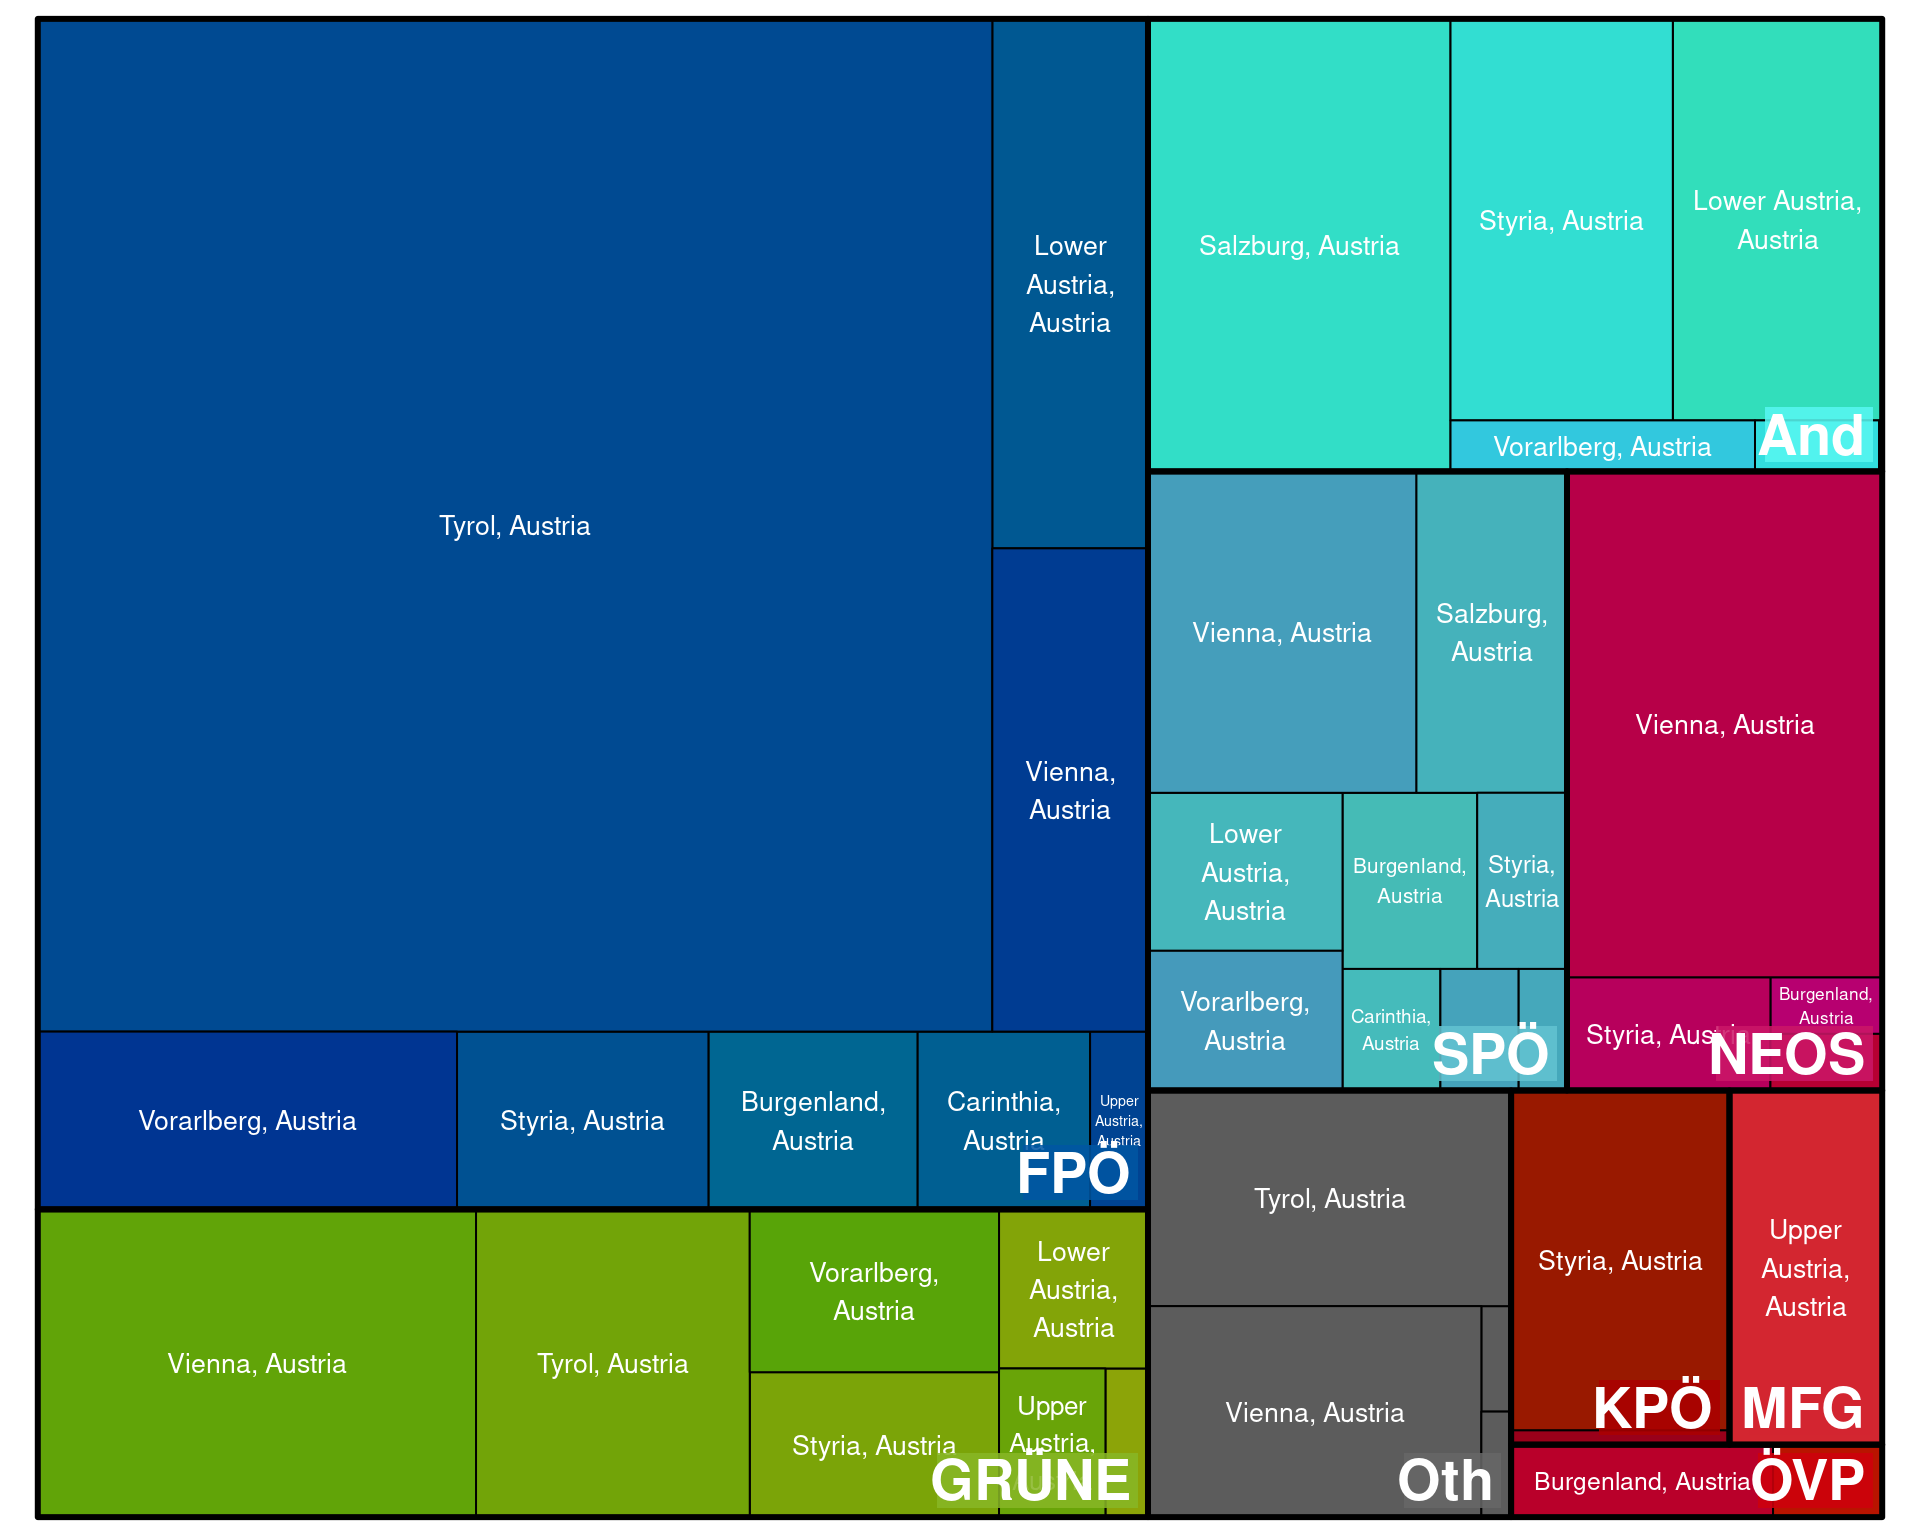 Tyrol, Austria
Lower
Austria,
Austria
Vienna,
Austria
Vorarlberg, Austria
Styria, Austria
Burgenland,
Austria
Carinthia,
Austria
Upper
Austria,
Austria
FPÖ
Vienna, Austria
Tyrol, Austria
Vorarlberg,
Austria
Styria, Austria
Lower
Austria,
Austria
Upper
Austria,
GRÜNE
Salzburg, Austria
Styria, Austria
Lower Austria,
Austria
Vorarlberg, Austria
And
Vienna, Austria
Salzburg,
Austria
Lower
Austria,
Austria
Burgenland,
Austria
Styria,
Austria
Vorarlberg,
Austria
Carinthia,
Austria
SPÖ
Vienna, Austria
Styria, Austria
Burgenland,
Austria
NEOS
Tyrol, Austria
Vienna, Austria
Oth
Styria, Austria
KPÖ
Upper
Austria,
Austria
MFG
Burgenland, Austria
ÖVP